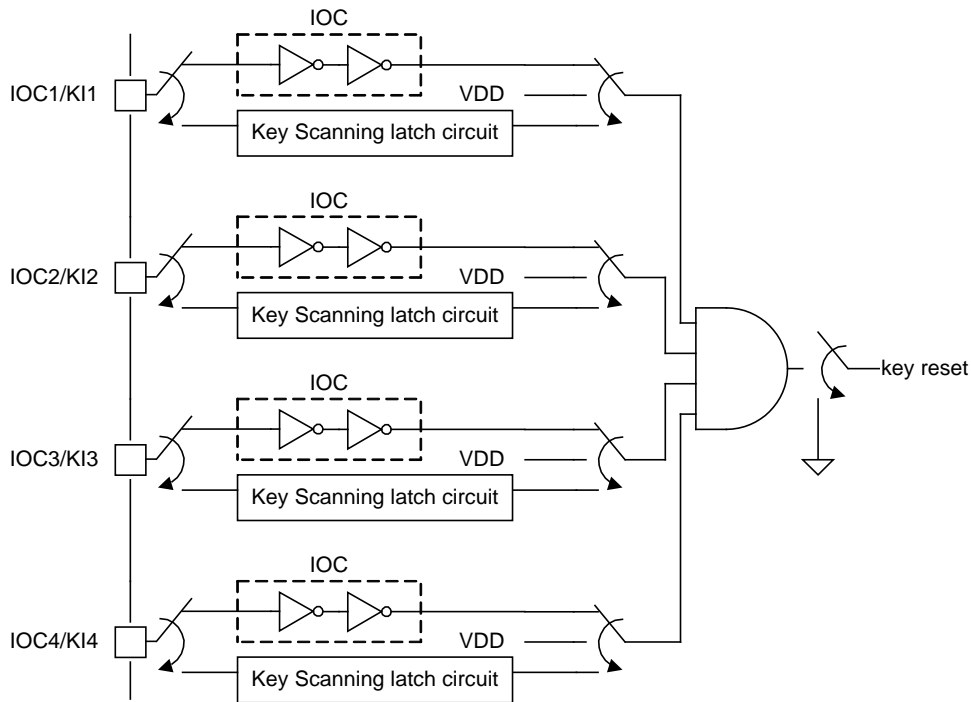 IOC
IOC1/KI1
VDD
Key Scanning latch circuit
IOC
IOC2/KI2
VDD
Key Scanning latch circuit
key reset
IOC
IOC3/KI3
VDD
Key Scanning latch circuit
IOC
IOC4/KI4
VDD
Key Scanning latch circuit